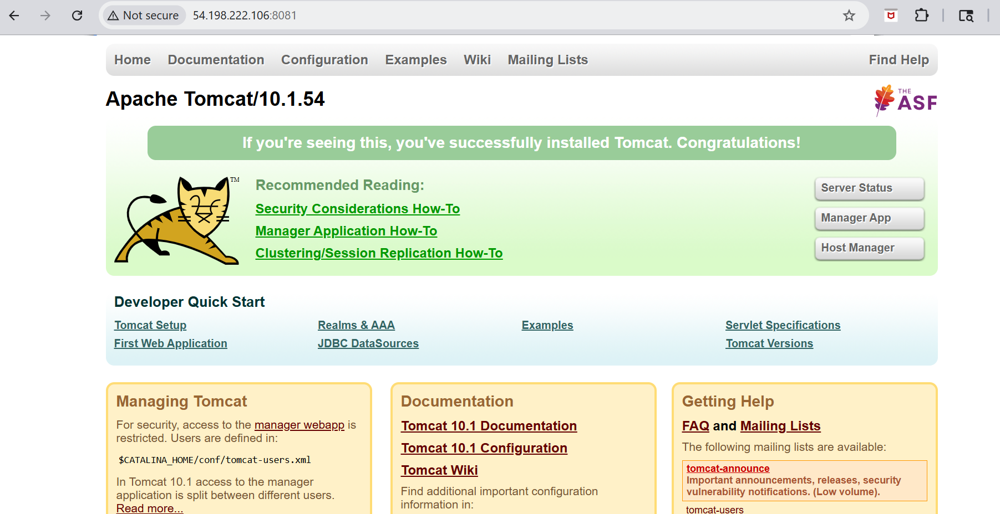 Not secure 54.198.222.106:8081
Home Documentation Configuration Examples Wiki Mailing Lists Find Help
Apache Tomcat/10.1.54
THE
ASF
If you're seeing this, you've successfully installed Tomcat. Congratulations!
TM
Recommended Reading:
Security Considerations How-To
Manager Application How-To
Clustering/Session Replication How-To
Server Status
Manager App
Host Manager
Developer Quick Start
Tomcat Setup Realms & AAA Examples Servlet Specifications
First Web Application JDBC DataSources Tomcat Versions
Managing Tomcat
For security, access to the manager webapp is
restricted. Users are defined in:
$CATALINA_HOME/conf/tomcat-users.xml
In Tomcat 10.1 access to the manager
application is split between different users.
Read more...
Documentation
Tomcat 10.1 Documentation
Tomcat 10.1 Configuration
Tomcat Wiki
Find additional important configuration
information in:
Getting Help
FAQ and Mailing Lists
The following mailing lists are available:
tomcat-announce
Important announcements, releases, security
vulnerability notifications. (Low volume).
tomcat-users